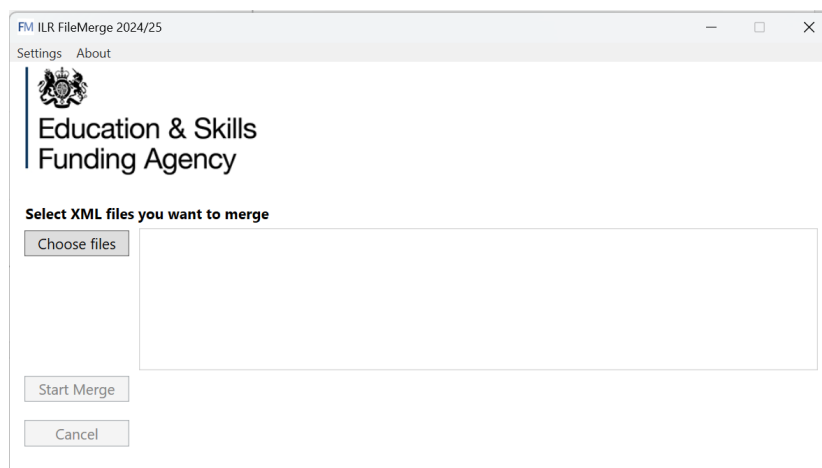 FM ILR FileMerge 2024/25
Settings About
Education & Skills
Funding Agency
Select XML files you want to merge
Choose files
Start Merge
Cancel